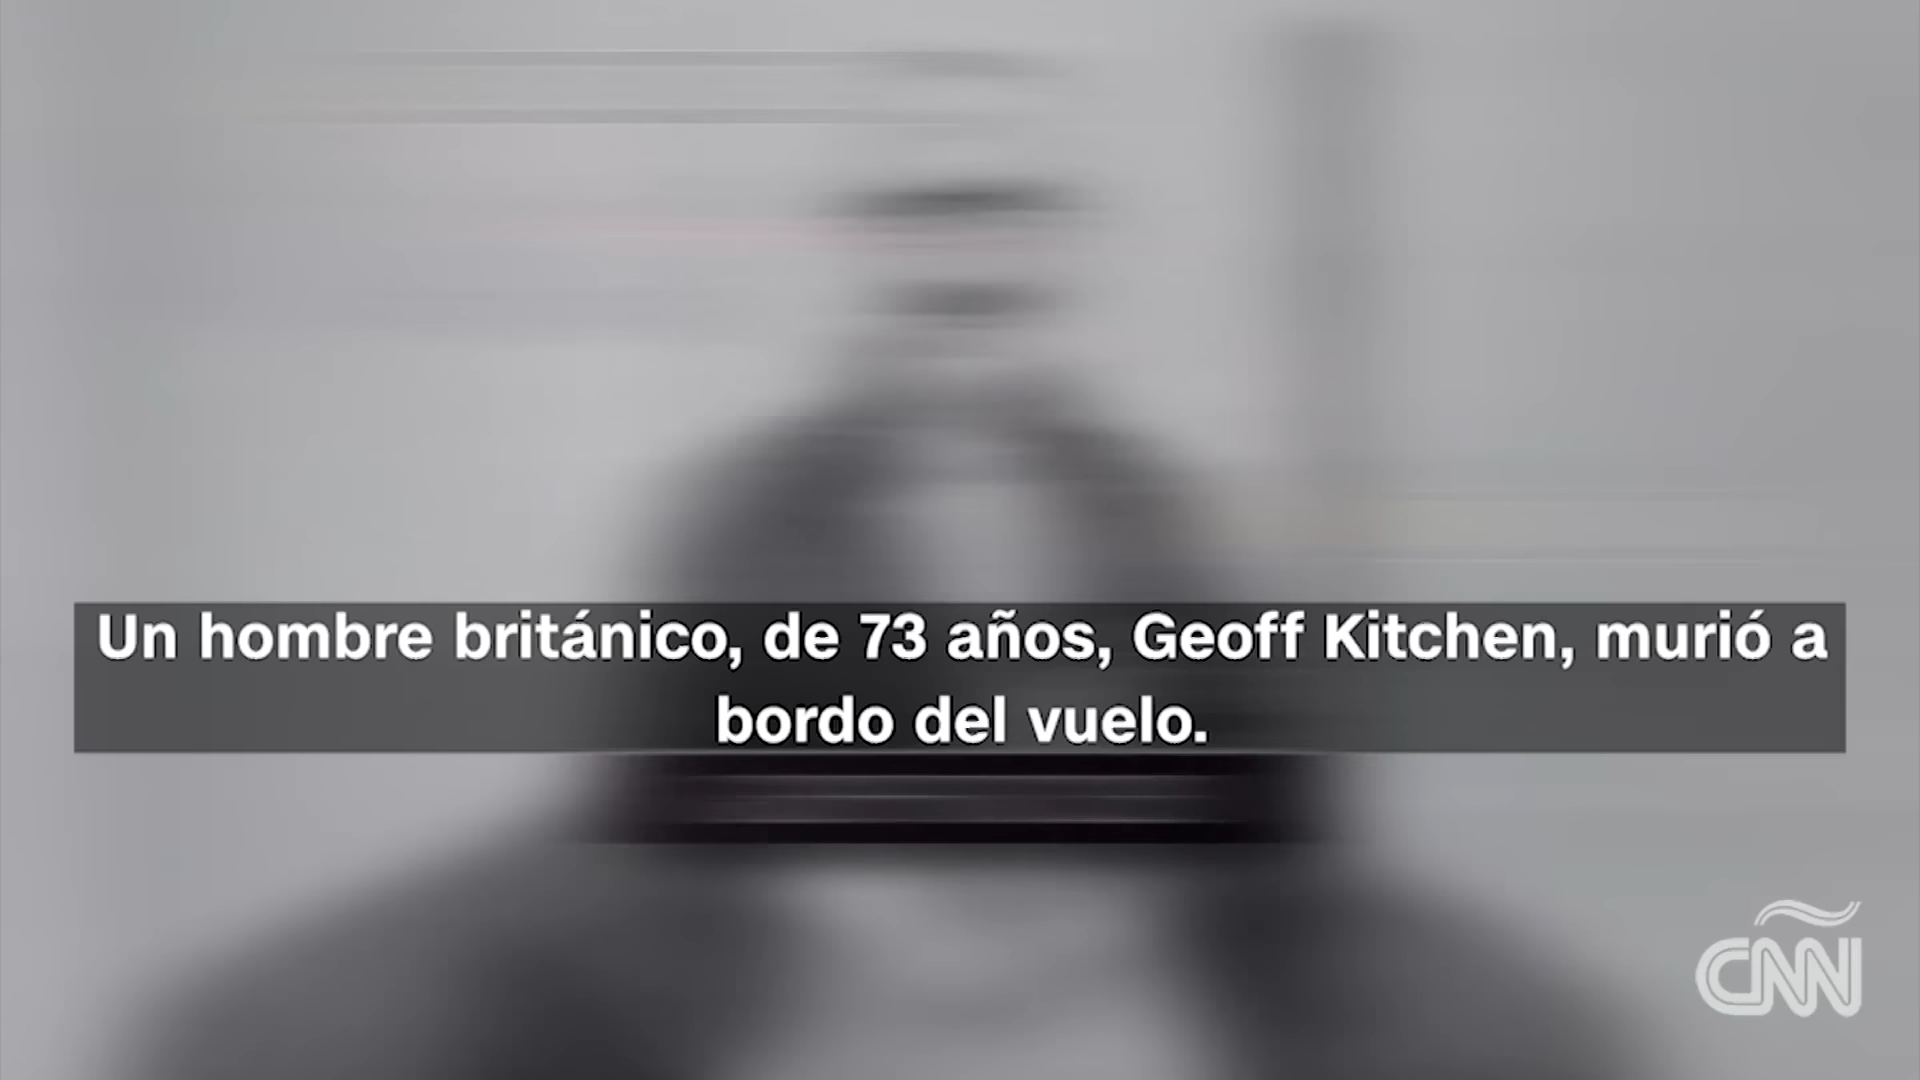 Un hombre británico, de 73 años, Geoff Kitchen, murió a
bordo del vuelo.
CNN